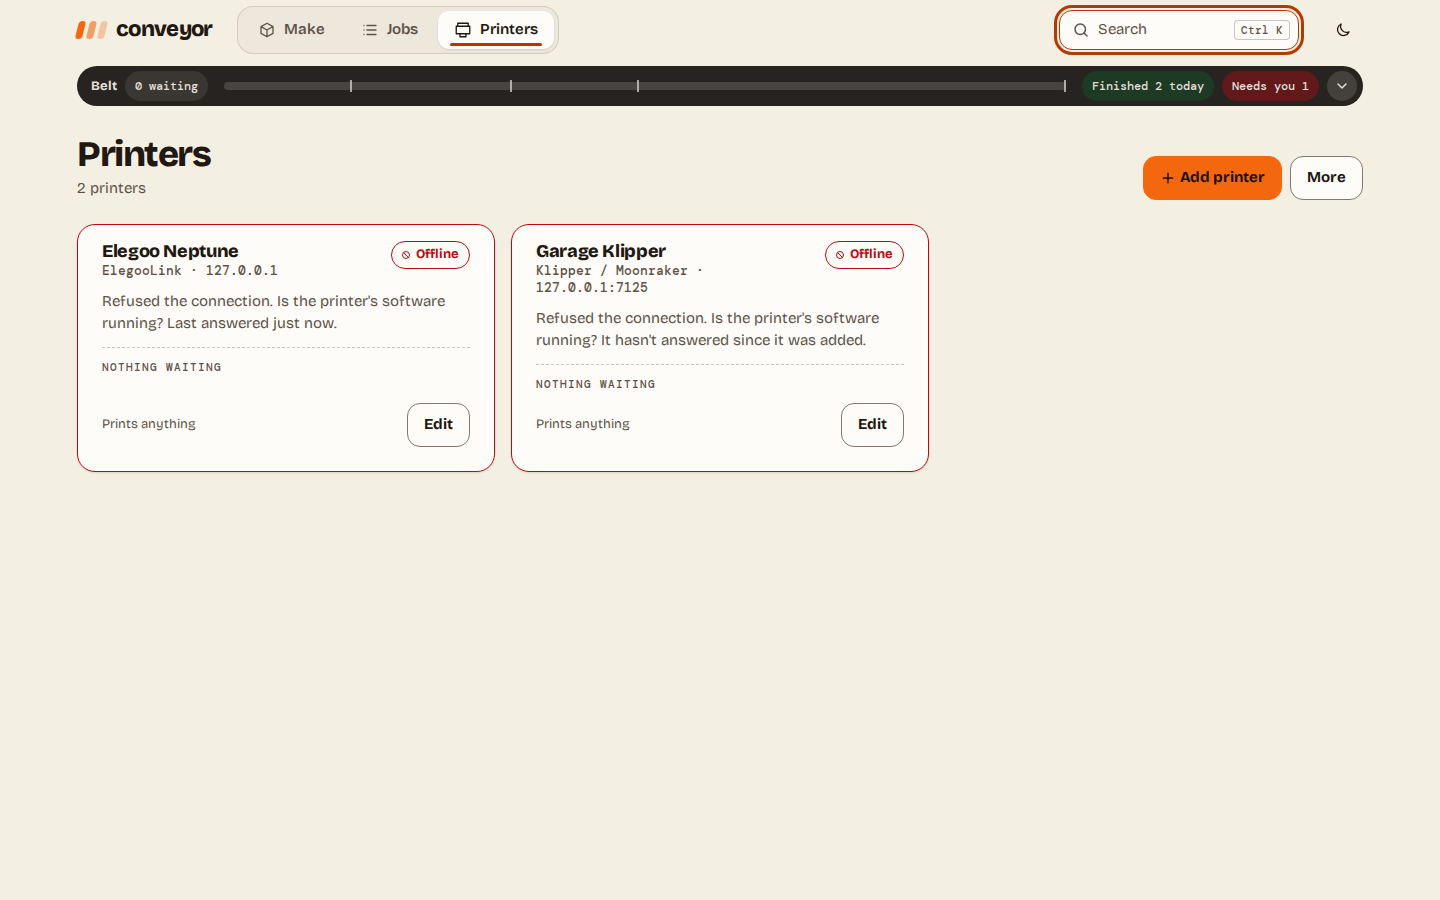 conveyor
Make
Jobs
Printers
Search
Ctrl K
Belt
0 waiting
Finished 2 today
Needs you 1
Printers
2 printers
+ Add printer
More
Elegoo Neptune
Offline
ElegooLink · 127.0.0.1
Refused the connection. Is the printer's software
running? Last answered just now.
NOTHING WAITING
Prints anything
Edit
Garage Klipper
Offline
Klipper / Moonraker ·
127.0.0.1:7125
Refused the connection. Is the printer's software
running? It hasn't answered since it was added.
NOTHING WAITING
Prints anything
Edit